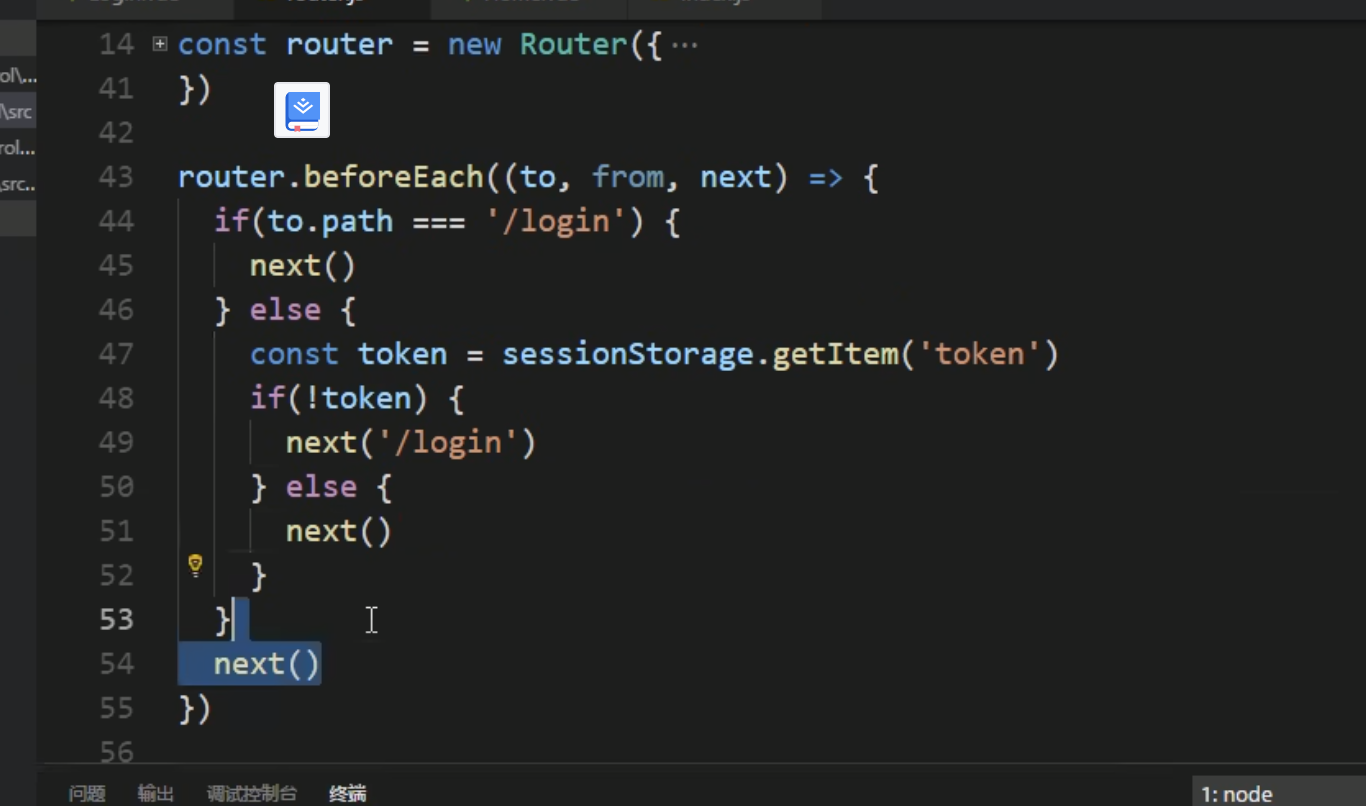 14 const router = new Router({ ···
ol\...
41 })
\src
42
rol...
43 router.beforeEach((to, from, next) => {
\src..
44 if(to.path === '/login') {
45 next()
46 } else {
47 const token = sessionStorage.getItem('token')
48 if(!token) {
49 next('/login')
50 } else {
51 next()
52 }
53 }
54 next()
55 })
56
问题 输出 调试控制台 终端 1: node